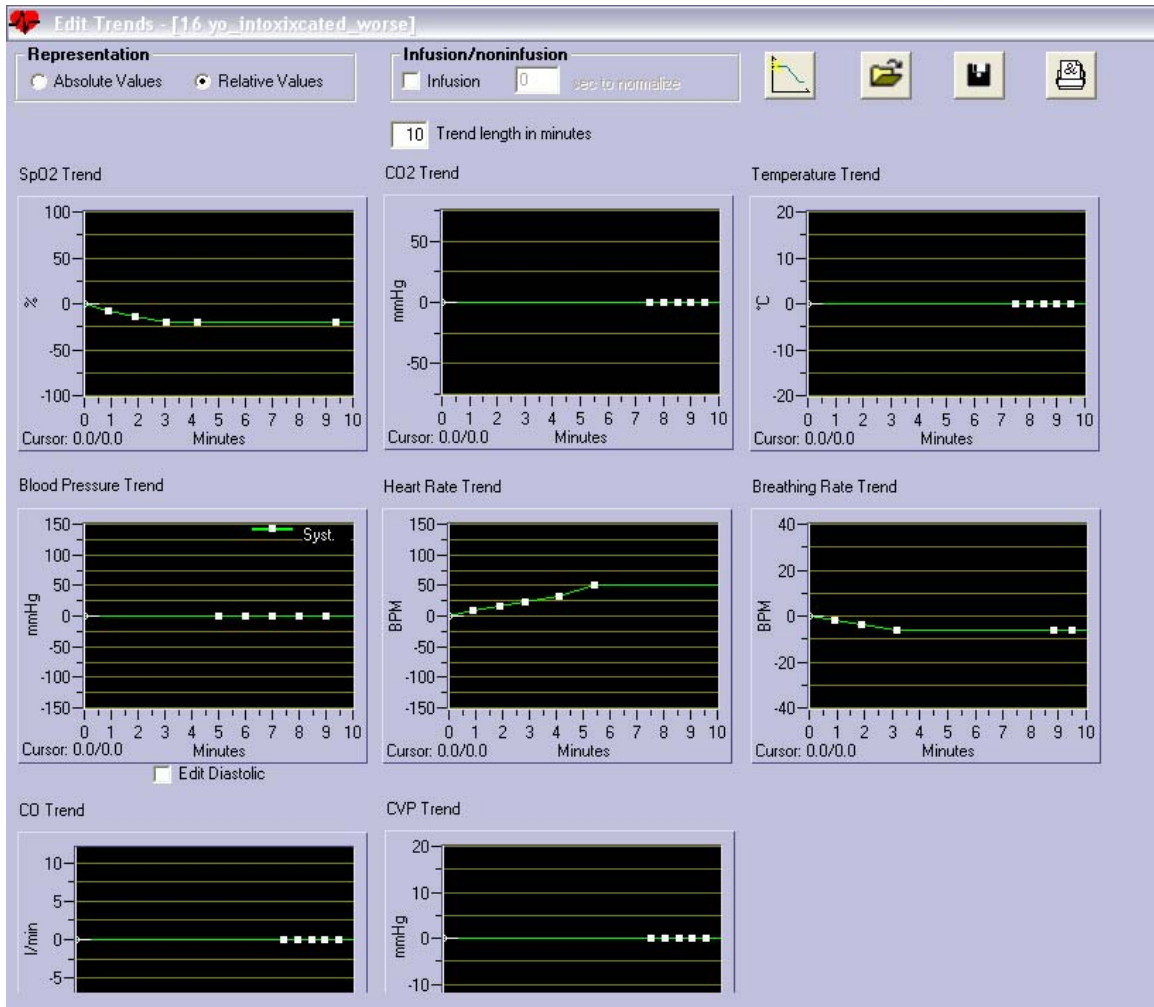 Edit Trends - [16 yo_intoxixcated_worse]
Representation
Absolute Values Relative Values
Infusion/noninfusion
Infusion 0 sec to normalize
10 Trend length in minutes
SpO2 Trend
100
50
0
-50
-100
%
0 1 2 3 4 5 6 7 8 9 10
Cursor: 0.0/0.0 Minutes
CO2 Trend
50
0
-50
mmHg
0 1 2 3 4 5 6 7 8 9 10
Cursor: 0.0/0.0 Minutes
Temperature Trend
20
10
0
-10
-20
°C
0 1 2 3 4 5 6 7 8 9 10
Cursor: 0.0/0.0 Minutes
Blood Pressure Trend
Syst.
150
100
50
0
-50
-100
-150
mmHg
0 1 2 3 4 5 6 7 8 9 10
Cursor: 0.0/0.0 Minutes
Edit Diastolic
Heart Rate Trend
150
100
50
0
-50
-100
-150
BPM
0 1 2 3 4 5 6 7 8 9 10
Cursor: 0.0/0.0 Minutes
Breathing Rate Trend
40
20
0
-20
-40
BPM
0 1 2 3 4 5 6 7 8 9 10
Cursor: 0.0/0.0 Minutes
CO Trend
10
5
0
-5
l/min
CVP Trend
20
10
0
-10
mmHg